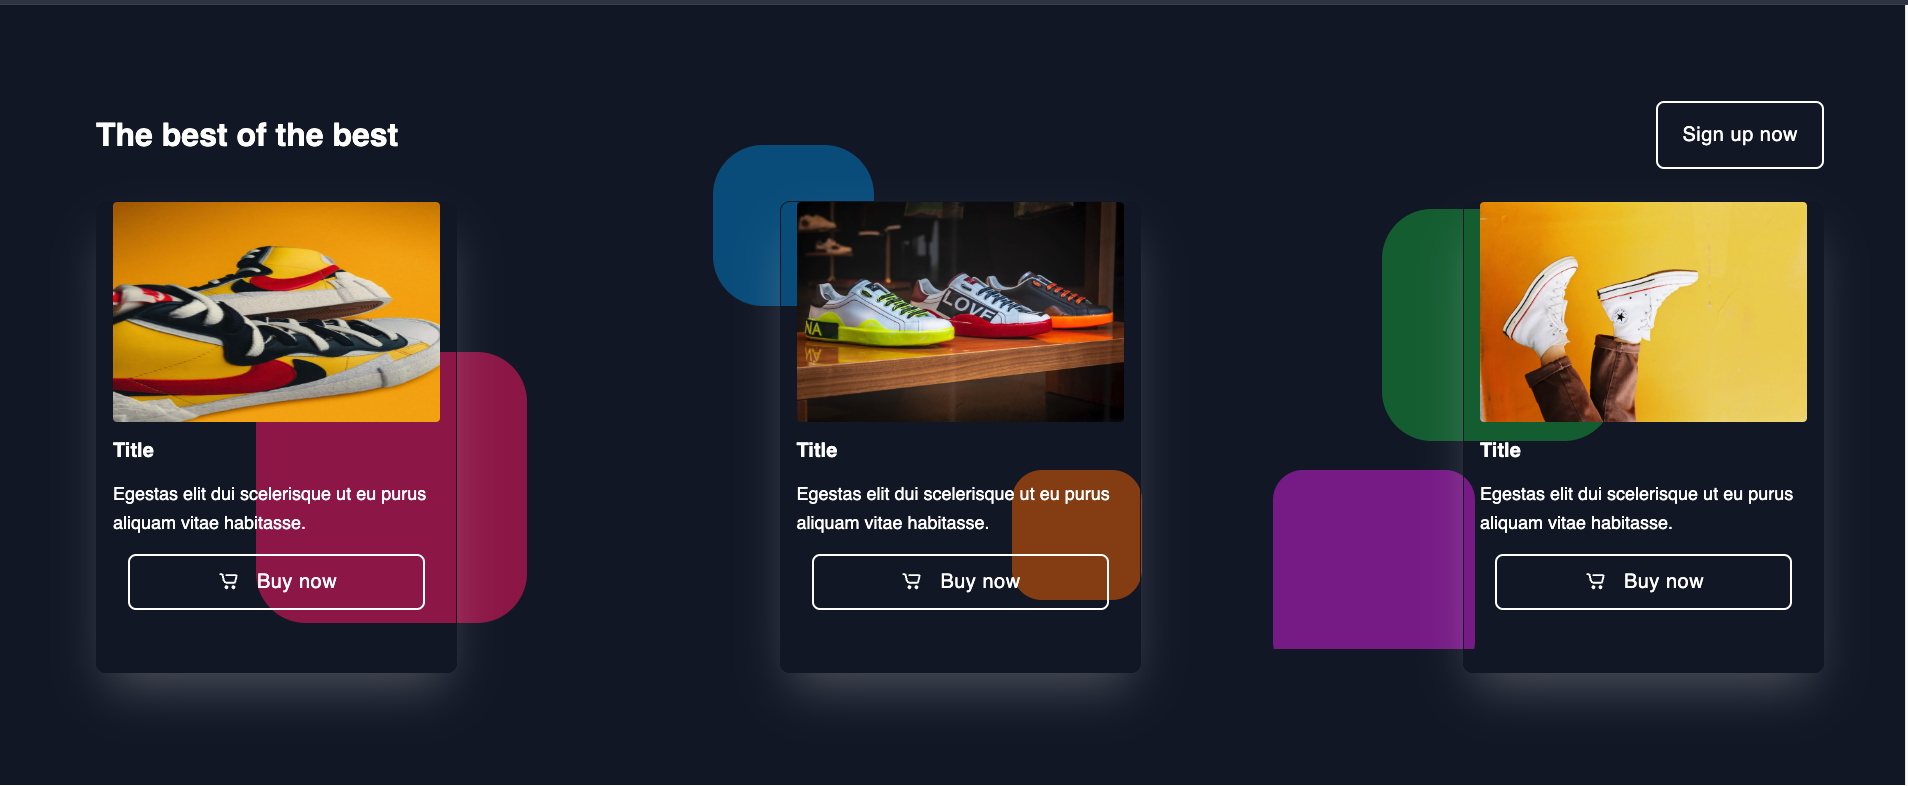 The best of the best
Sign up now
NA
LOVE
Title
Egestas elit dui scelerisque ut eu purus
aliquam vitae habitasse.
Buy now
Title
Egestas elit dui scelerisque ut eu purus
aliquam vitae habitasse.
Buy now
Title
Egestas elit dui scelerisque ut eu purus
aliquam vitae habitasse.
Buy now